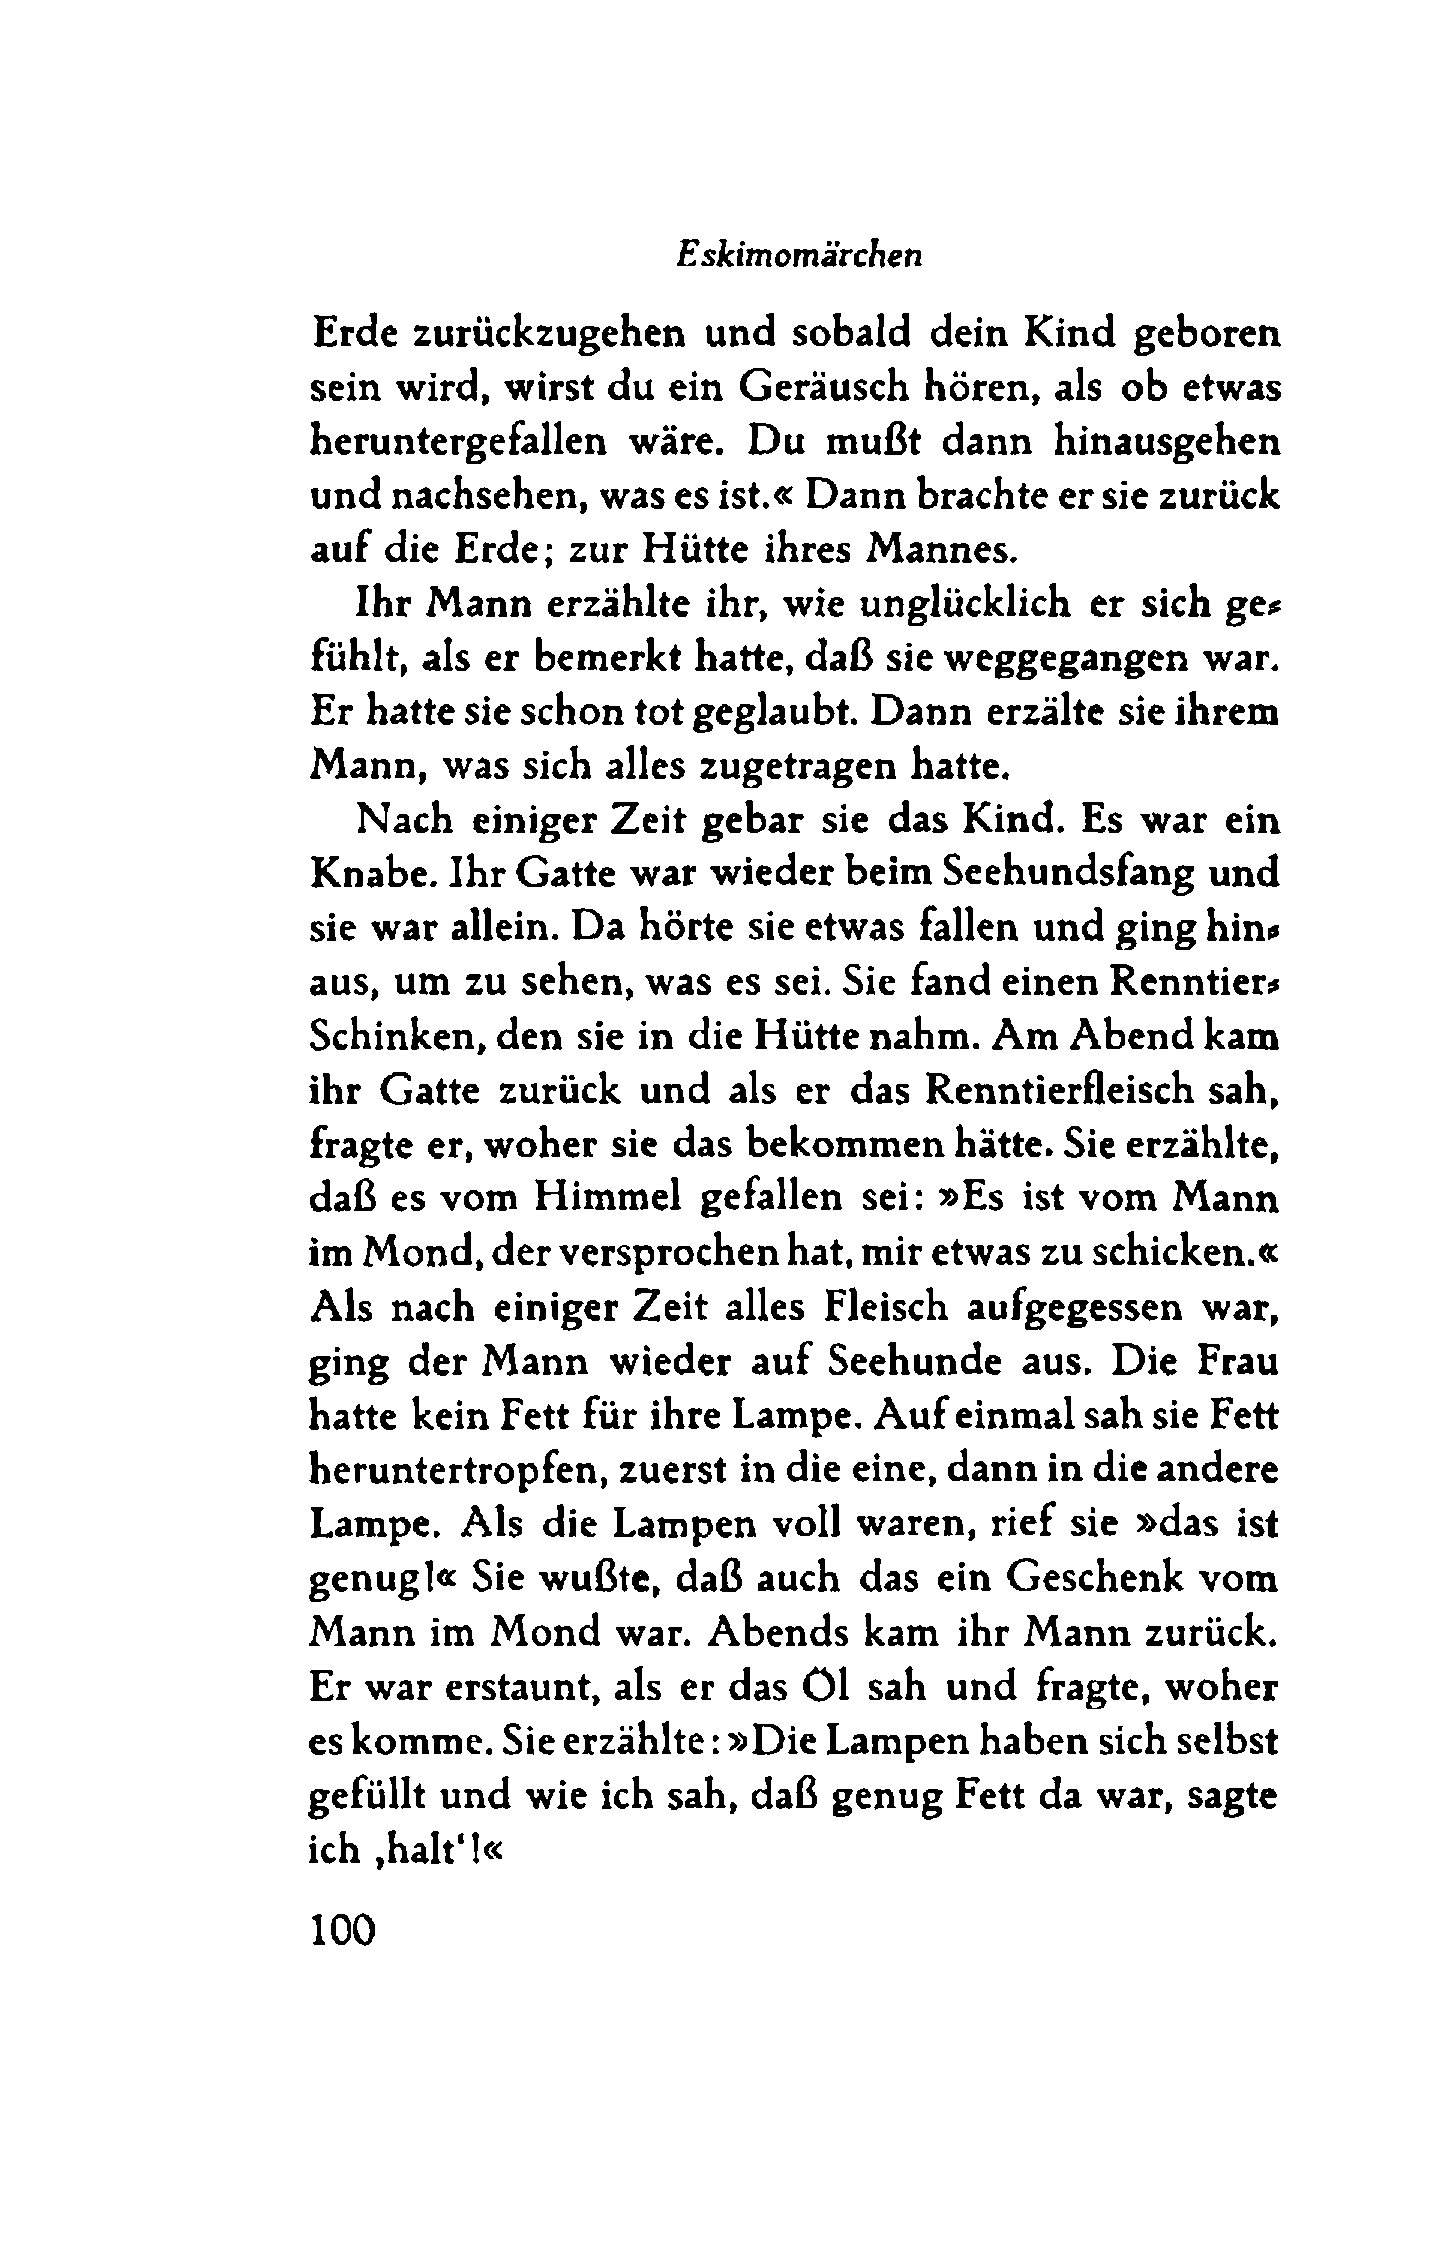 Eskimomärchen
Erde zurückzugehen und sobald dein Kind geboren
sein wird, wirst du ein Geräusch hören, als ob etwas
heruntergefallen wäre. Du mußt dann hinausgehen
und nachsehen, was es ist.« Dann brachte er sie zurück
auf die Erde; zur Hütte ihres Mannes.
Ihr Mann erzählte ihr, wie unglücklich er sich ge-
fühlt, als er bemerkt hatte, daß sie weggegangen war.
Er hatte sie schon tot geglaubt. Dann erzälte sie ihrem
Mann, was sich alles zugetragen hatte.
Nach einiger Zeit gebar sie das Kind. Es war ein
Knabe. Ihr Gatte war wieder beim Seehundsfang und
sie war allein. Da hörte sie etwas fallen und ging hin-
aus, um zu sehen, was es sei. Sie fand einen Renntier-
Schinken, den sie in die Hütte nahm. Am Abend kam
ihr Gatte zurück und als er das Renntierfleisch sah,
fragte er, woher sie das bekommen hätte. Sie erzählte,
daß es vom Himmel gefallen sei: »Es ist vom Mann
im Mond, der versprochen hat, mir etwas zu schicken.«
Als nach einiger Zeit alles Fleisch aufgegessen war,
ging der Mann wieder auf Seehunde aus. Die Frau
hatte kein Fett für ihre Lampe. Auf einmal sah sie Fett
heruntertropfen, zuerst in die eine, dann in die andere
Lampe. Als die Lampen voll waren, rief sie »das ist
genug!« Sie wußte, daß auch das ein Geschenk vom
Mann im Mond war. Abends kam ihr Mann zurück.
Er war erstaunt, als er das Öl sah und fragte, woher
es komme. Sie erzählte: »Die Lampen haben sich selbst
gefüllt und wie ich sah, daß genug Fett da war, sagte
ich ‚halt‘!«
100